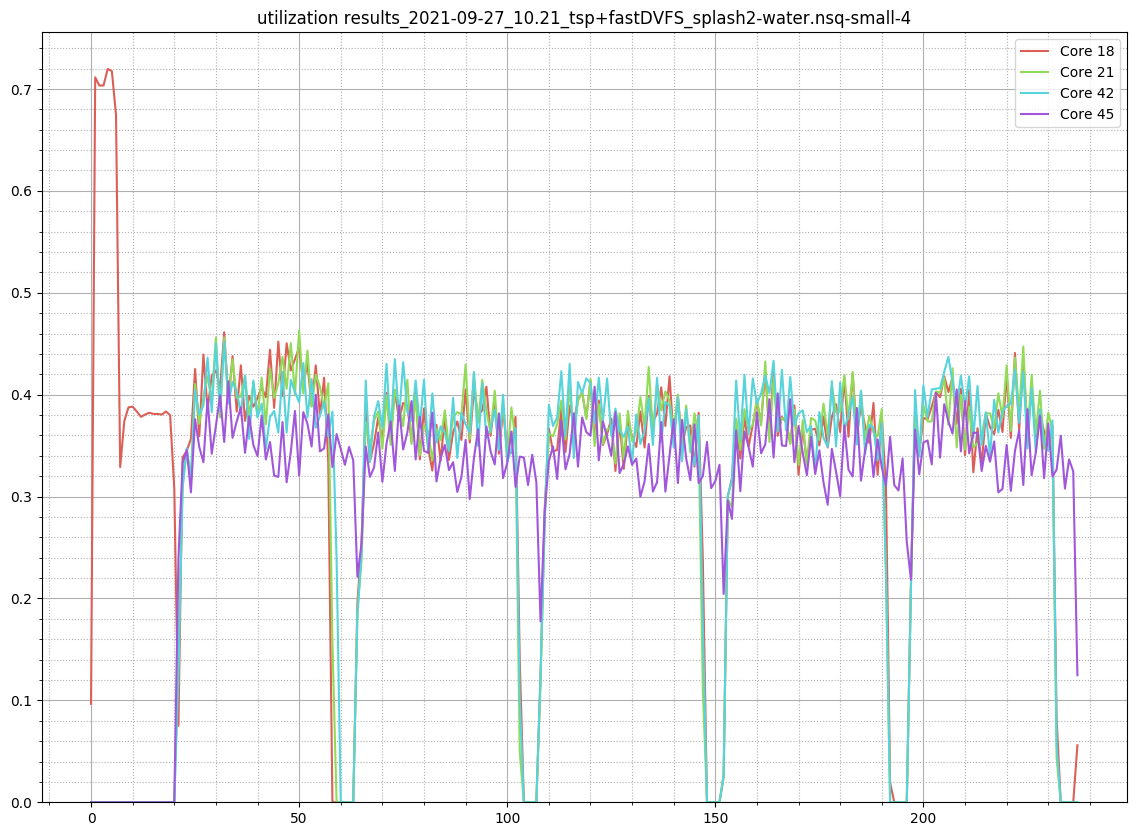 utilization results_2021-09-27_10.21_tsp+fastDVFS_splash2-water.nsq-small-4
Core 18
Core 21
Core 42
Core 45
0.7
0.6
0.5
0.4
0.3
0.2
0.1
0.0
0 50 100 150 200